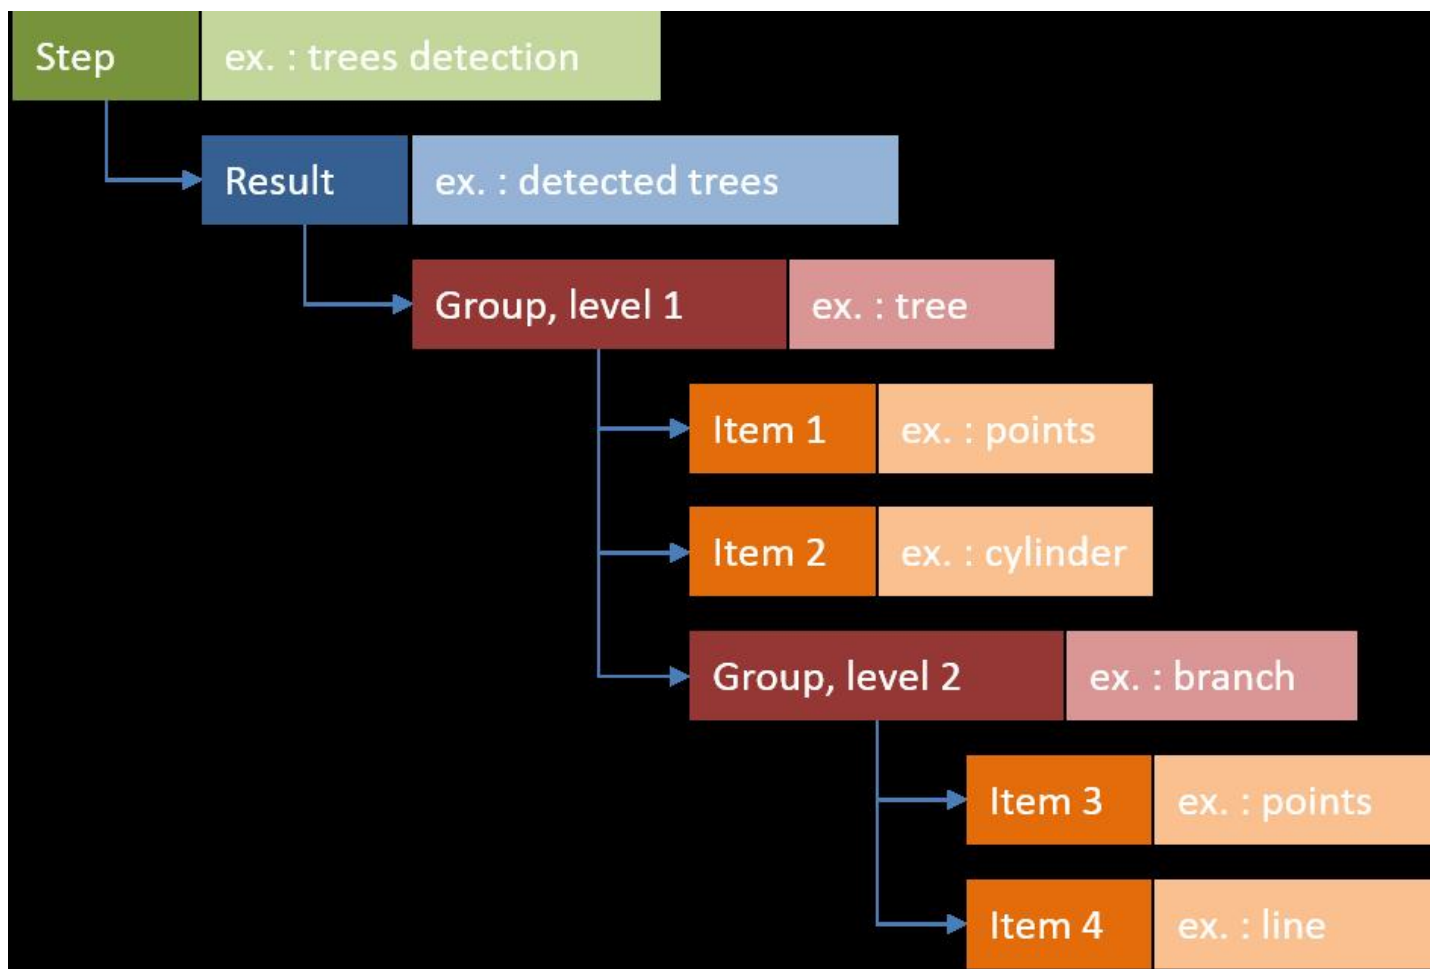 Step ex. : trees detection
Result ex. : detected trees
Group, level 1 ex. : tree
Item 1 ex. : points
Item 2 ex. : cylinder
Group, level 2 ex. : branch
Item 3 ex. : points
Item 4 ex. : line